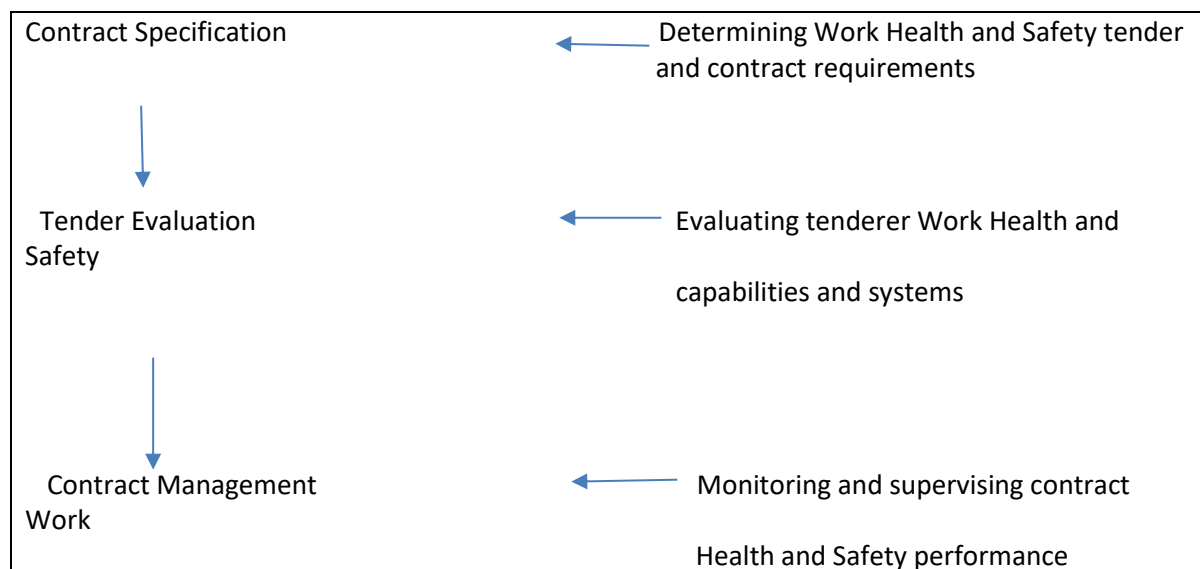 Contract Specification Determining Work Health and Safety tender
and contract requirements
Tender Evaluation Evaluating tenderer Work Health and
Safety
capabilities and systems
Contract Management Monitoring and supervising contract
Work
Health and Safety performance